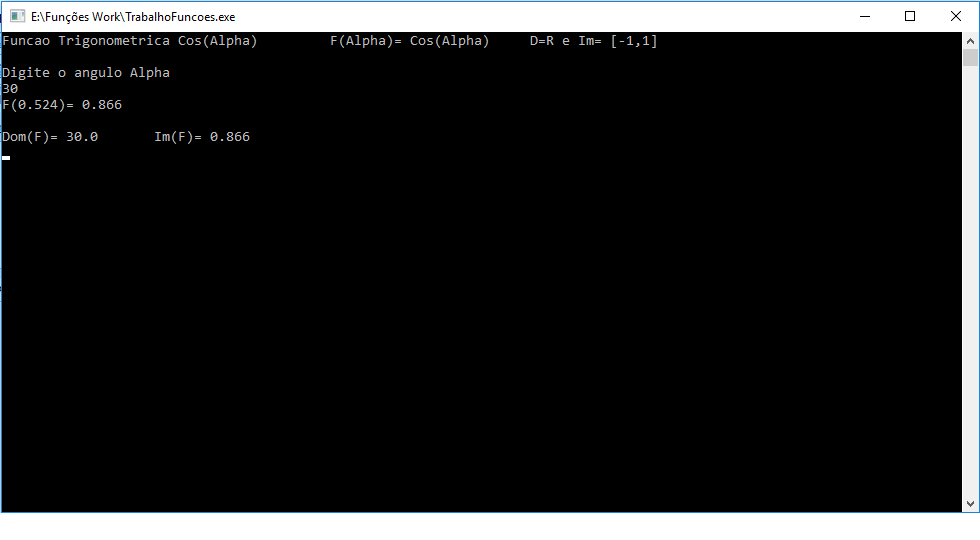 E:\Funções Work\TrabalhoFuncoes.exe
Funcao Trigonometrica Cos(Alpha) F(Alpha)= Cos(Alpha) D=R e Im= [-1,1]
Digite o angulo Alpha
30
F(0.524)= 0.866
Dom(F)= 30.0 Im(F)= 0.866